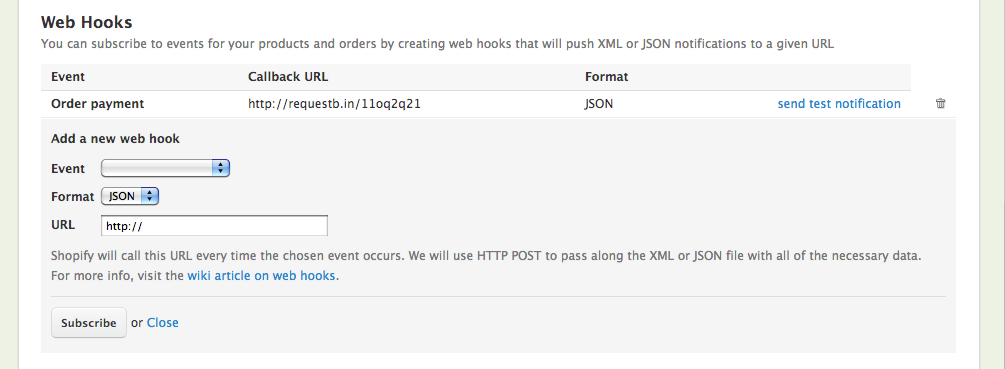 Web Hooks
You can subscribe to events for your products and orders by creating web hooks that will push XML or JSON notifications to a given URL
Event Callback URL Format
Order payment http://requestb.in/11oq2q21 JSON send test notification
Add a new web hook
Event
Format JSON
URL http://
Shopify will call this URL every time the chosen event occurs. We will use HTTP POST to pass along the XML or JSON file with all of the necessary data.
For more info, visit the wiki article on web hooks.
Subscribe or Close